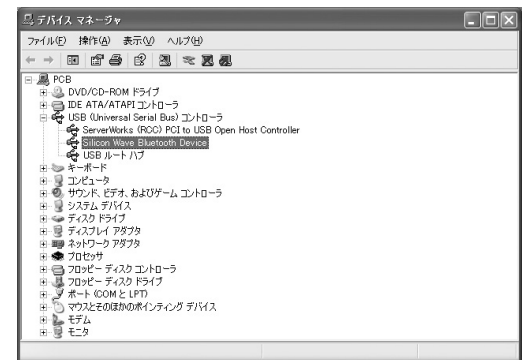 デバイス マネージャ
ファイル(F) 操作(A) 表示(V) ヘルプ(H)
PCB
DVD/CD-ROM ドライブ
IDE ATA/ATAPI コントローラ
USB (Universal Serial Bus) コントローラ
ServerWorks (RCC) PCI to USB Open Host Controller
Silicon Wave Bluetooth Device
USB ルート ハブ
キーボード
コンピュータ
サウンド、ビデオ、およびゲーム コントローラ
システム デバイス
ディスク ドライブ
ディスプレイ アダプタ
ネットワーク アダプタ
プロセッサ
フロッピー ディスク コントローラ
フロッピー ディスク ドライブ
ポート (COM と LPT)
マウスとそのほかのポインティング デバイス
モデム
モニタ